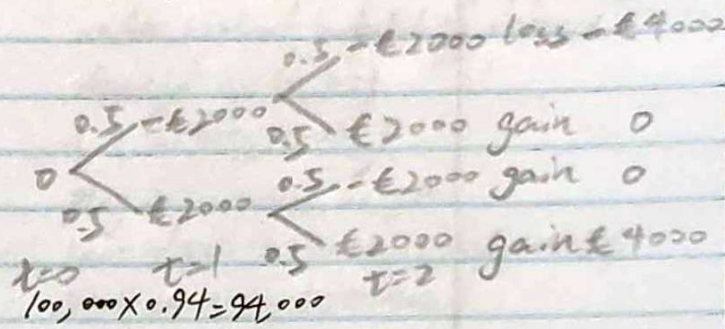 0.5 -£2000 loss -£4000
0.5 -£2000
0.5 £2000 gain 0
0
0.5 -£2000 gain 0
0.5 £2000
0.5 £2000 gain £4000
t=0 t=1 t=2
100,000×0.94=94,000